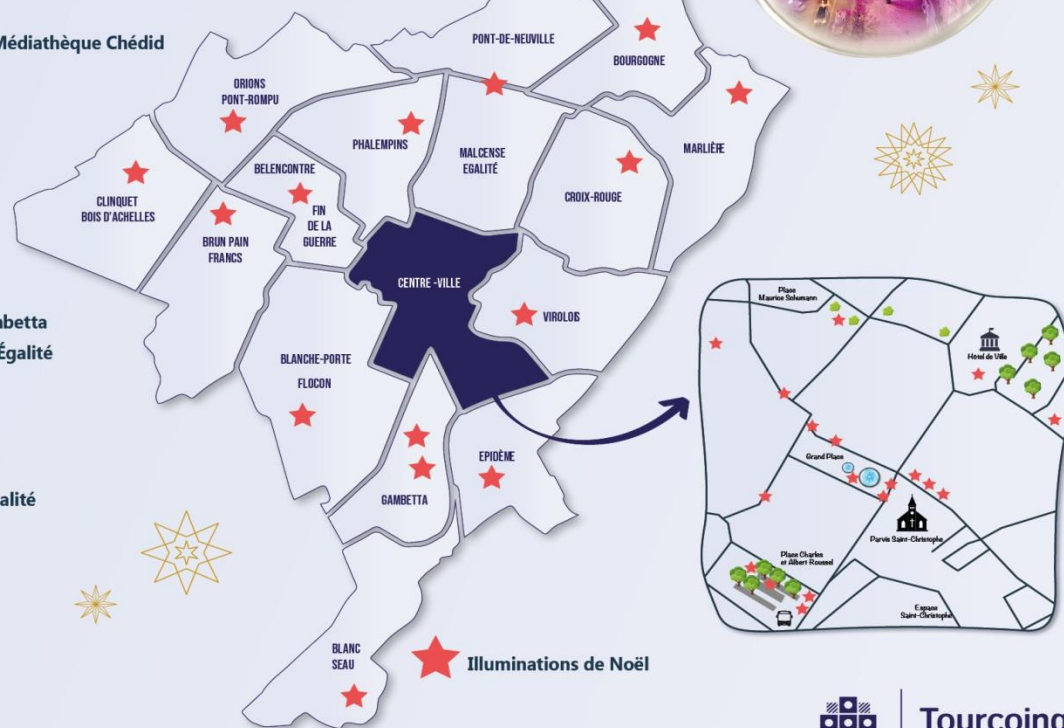 Médiathèque Chédid
PONT-DE-NEUVILLE
BOURGOGNE
ORIONS
PONT-ROMPU
PHALEMPINS
MALCENSE
EGALITÉ
MARLIÈRE
BELENCONTRE
CROIX-ROUGE
CLINQUET
BOIS D'ACHELLES
FIN
DE LA
GUERRE
BRUN PAIN
FRANCS
CENTRE -VILLE
VIROLOIS
Égalité
BLANCHE-PORTE
FLOCON
EPIDÈME
GAMBETTA
BLANC
SEAU
Illuminations de Noël
Place
Maurice Schumann
Hôtel de Ville
Grand Place
Parvis Saint-Christophe
Place Charles
et Albert Roussel
Espace
Saint-Christophe
Tourcoing